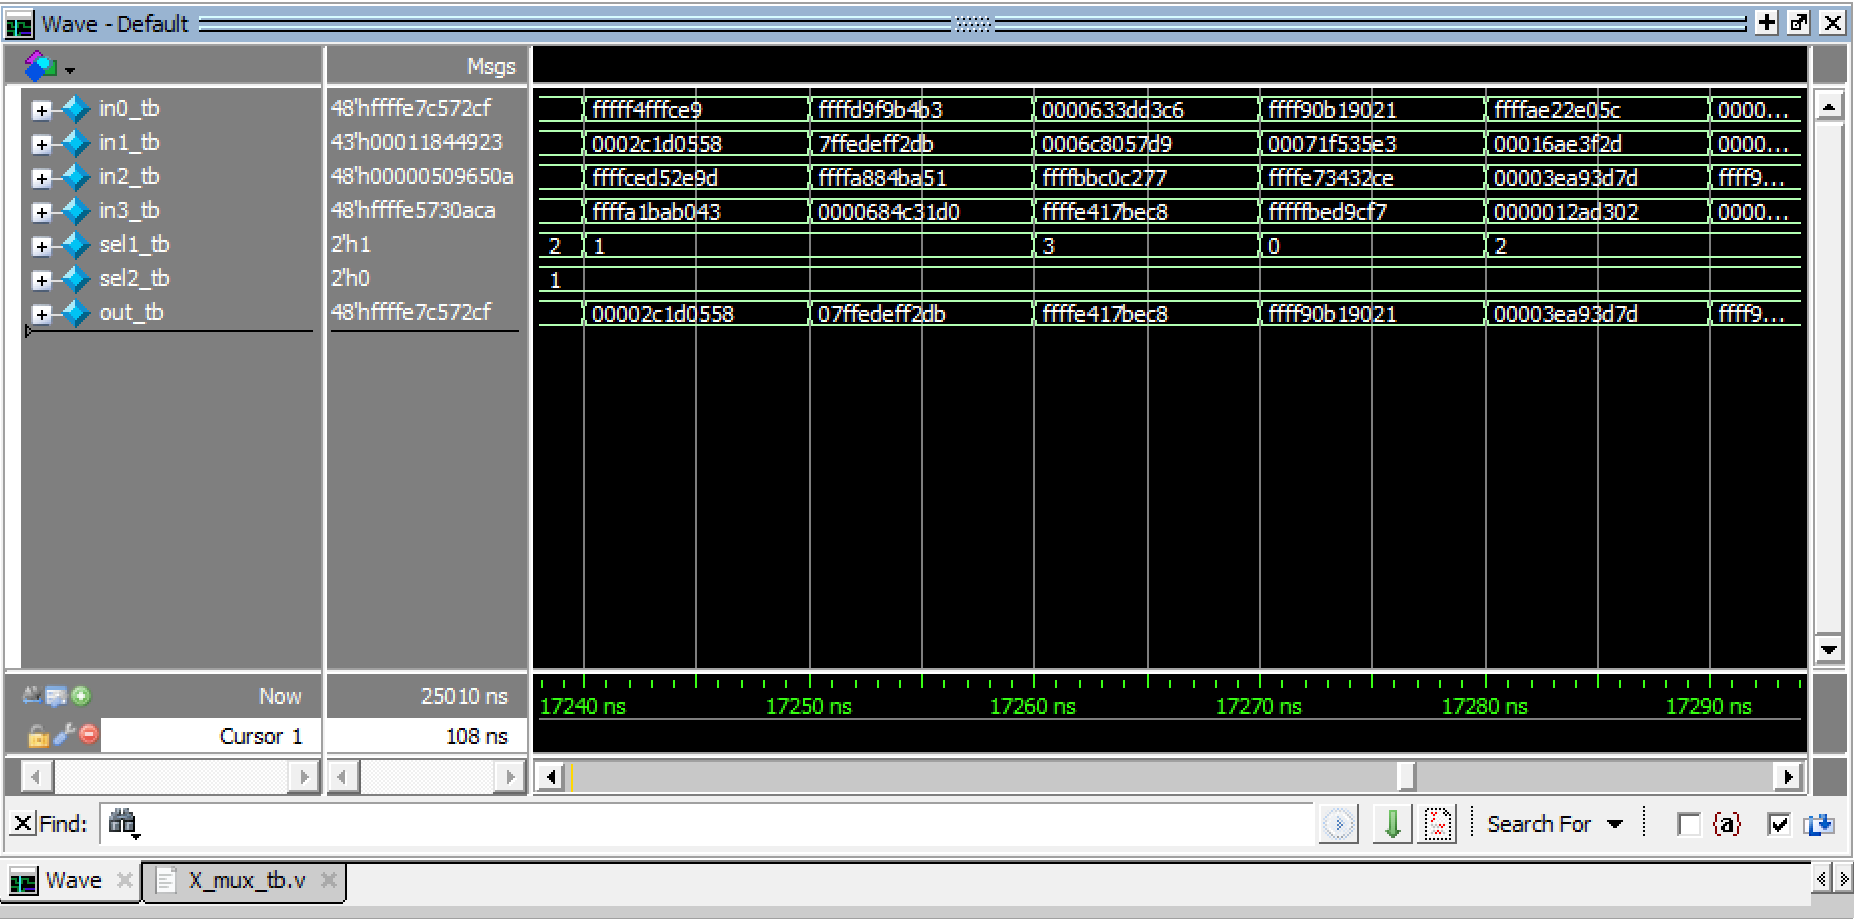 Wave - Default
Msgs
in0_tb 48'hffffe7c572cf fffff4fffce9 ffffd9f9b4b3 0000633dd3c6 ffff90b19021 ffffae22e05c 0000...
in1_tb 43'h00011844923 0002c1d0558 7ffedeff2db 0006c8057d9 00071f535e3 00016ae3f2d 0000...
in2_tb 48'h00000509650a ffffced52e9d ffffa884ba51 ffffbbc0c277 ffffe73432ce 00003ea93d7d ffff9...
in3_tb 48'hffffe5730aca ffffa1bab043 0000684c31d0 ffffe417bec8 fffffbed9cf7 0000012ad302 0000...
sel1_tb 2'h1 2 1 3 0 2
sel2_tb 2'h0 1
out_tb 48'hffffe7c572cf 00002c1d0558 07ffedeff2db ffffe417bec8 ffff90b19021 00003ea93d7d ffff9...
Now 25010 ns 17240 ns 17250 ns 17260 ns 17270 ns 17280 ns 17290 ns
Cursor 1 108 ns
Find: Search For {a}
Wave X_mux_tb.v